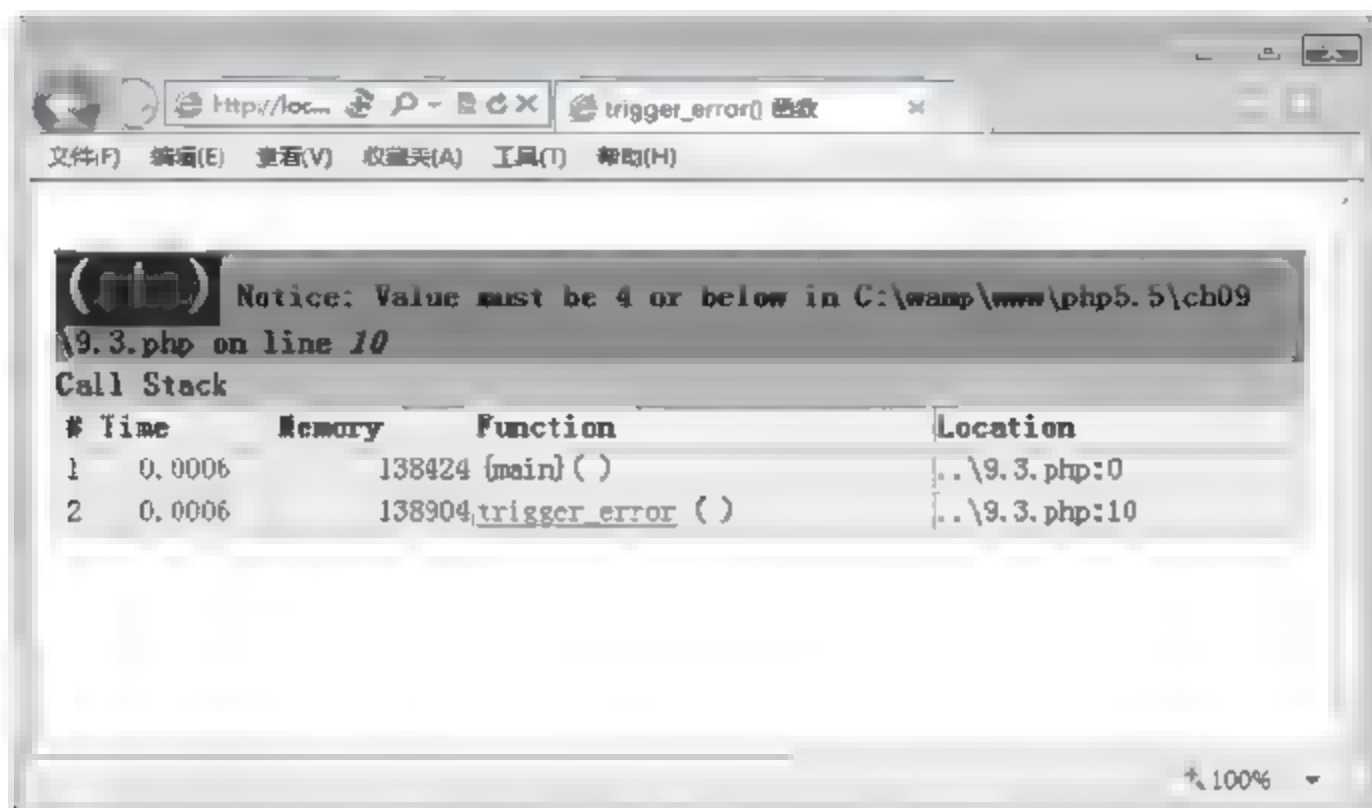 http://loc...
trigger_error() 函数
文件(F) 编辑(E) 查看(V) 收藏夹(A) 工具(T) 帮助(H)
Notice: Value must be 4 or below in C:\wamp\www\php5.5\ch09
\9.3.php on line 10
Call Stack
# Time Memory Function Location
1 0.0006 138424 {main}( ) ..\9.3.php:0
2 0.0006 138904 trigger_error ( ) ..\9.3.php:10
100%